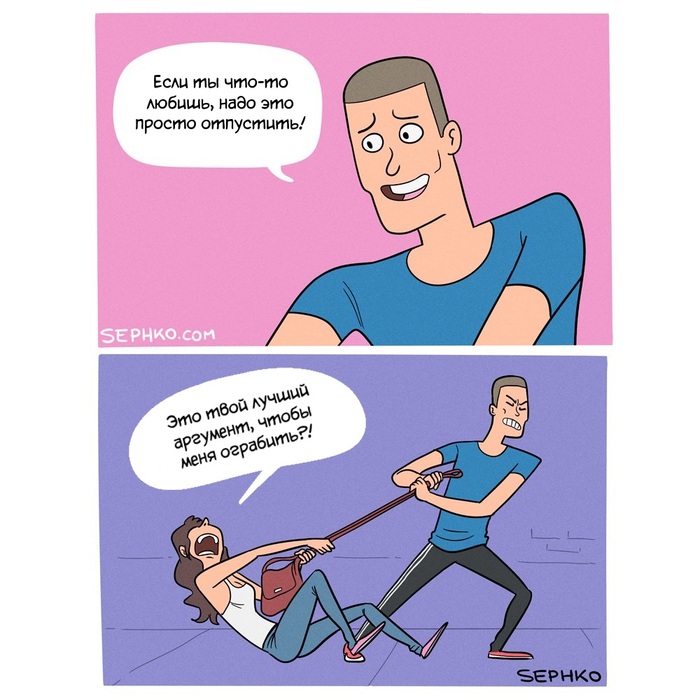 Если ты что-то
любишь, надо это
просто отпустить!
SEPHKO.COM
Это твой лучший
аргумент, чтобы
меня ограбить?!
SEPHKO